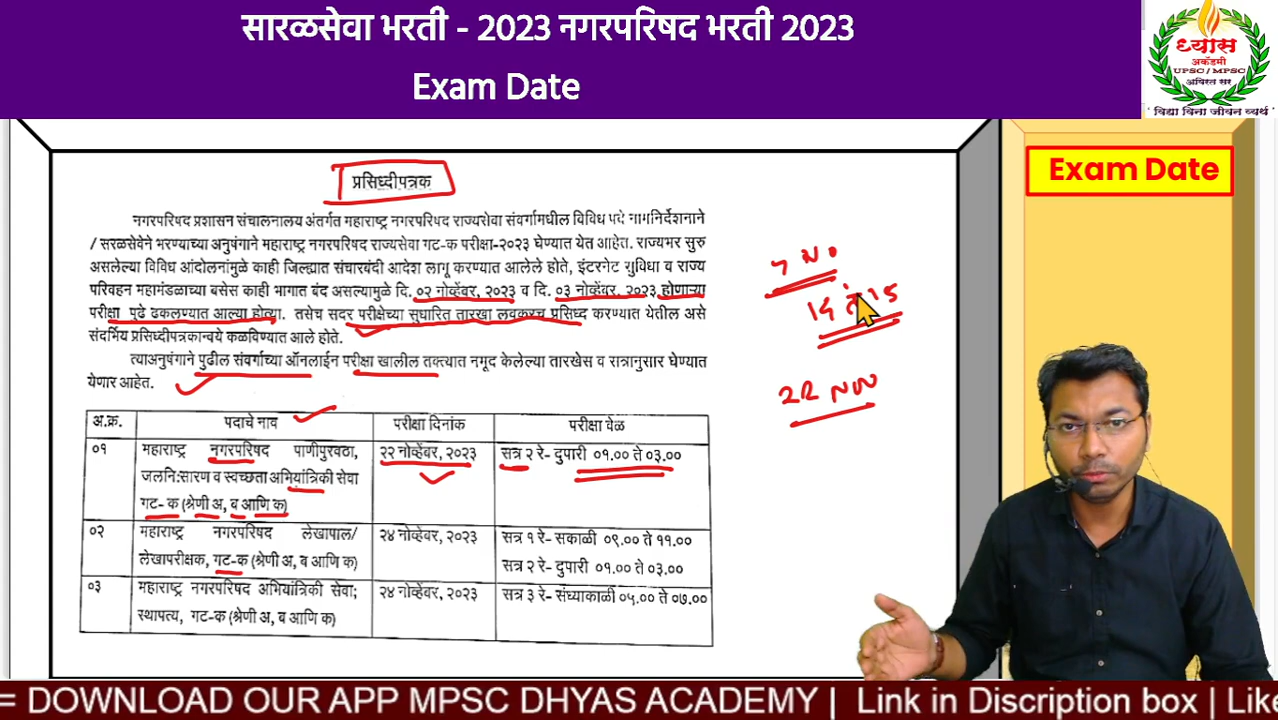 सारळसेवा भरती - 2023 नगरपरिषद भरती 2023
Exam Date
ध्यास
अकॅडमी
UPSC/MPSC
अविरत सर
" विद्या विना जीवन व्यर्थ "
Exam Date
प्रसिध्दीपत्रक
नगरपरिषद प्रशासन संचालनालय अंतर्गत महाराष्ट्र नगरपरिषद राज्यसेवा संवर्गामधील विविध पदे नामनिर्देशनाने
/ सरळसेवेने भरण्याच्या अनुषंगाने महाराष्ट्र नगरपरिषद राज्यसेवा गट-क परीक्षा-२०२३ घेण्यात येत आहेत. राज्यभर सुरु
असलेल्या विविध आंदोलनांमुळे काही जिल्ह्यात संचारबंदी आदेश लागू करण्यात आलेले होते, इंटरनेट सुविधा व राज्य
परिवहन महामंडळाच्या बसेस काही भागात बंद असल्यामुळे दि. ०२ नोव्हेंबर, २०२३ व दि. ०३ नोव्हेंबर, २०२३ होणाऱ्या
परीक्षा पुढे ढकलण्यात आल्या होत्या. तसेच सदर परीक्षेच्या सुधारित तारखा लवकरच प्रसिध्द करण्यात येतील असे
संदर्भिय प्रसिध्दीपत्रकान्वये कळविण्यात आले होते.
त्याअनुषंगाने पुढील संवर्गाच्या ऑनलाईन परीक्षा खालील तक्त्यात नमूद केलेल्या तारखेस व सत्रानुसार घेण्यात
येणार आहेत.
7 No
14 ते 15
22 Nov
अ.क्र. पदाचे नाव परीक्षा दिनांक परीक्षा वेळ
०१ महाराष्ट्र नगरपरिषद पाणीपुरवठा, २२ नोव्हेंबर, २०२३ सत्र २ रे- दुपारी ०१.०० ते ०३.००
जलनि:सारण व स्वच्छता अभियांत्रिकी सेवा
गट- क (श्रेणी अ, ब आणि क)
०२ महाराष्ट्र नगरपरिषद लेखापाल/ २४ नोव्हेंबर, २०२३ सत्र १ रे- सकाळी ०९.०० ते ११.००
लेखापरीक्षक, गट-क (श्रेणी अ, ब आणि क) सत्र २ रे- दुपारी ०१.०० ते ०३.००
०३ महाराष्ट्र नगरपरिषद अभियांत्रिकी सेवा; २४ नोव्हेंबर, २०२३ सत्र ३ रे- संध्याकाळी ०५.०० ते ०७.००
स्थापत्य, गट-क (श्रेणी अ, ब आणि क)
= DOWNLOAD OUR APP MPSC DHYAS ACADEMY | Link in Discription box | Like